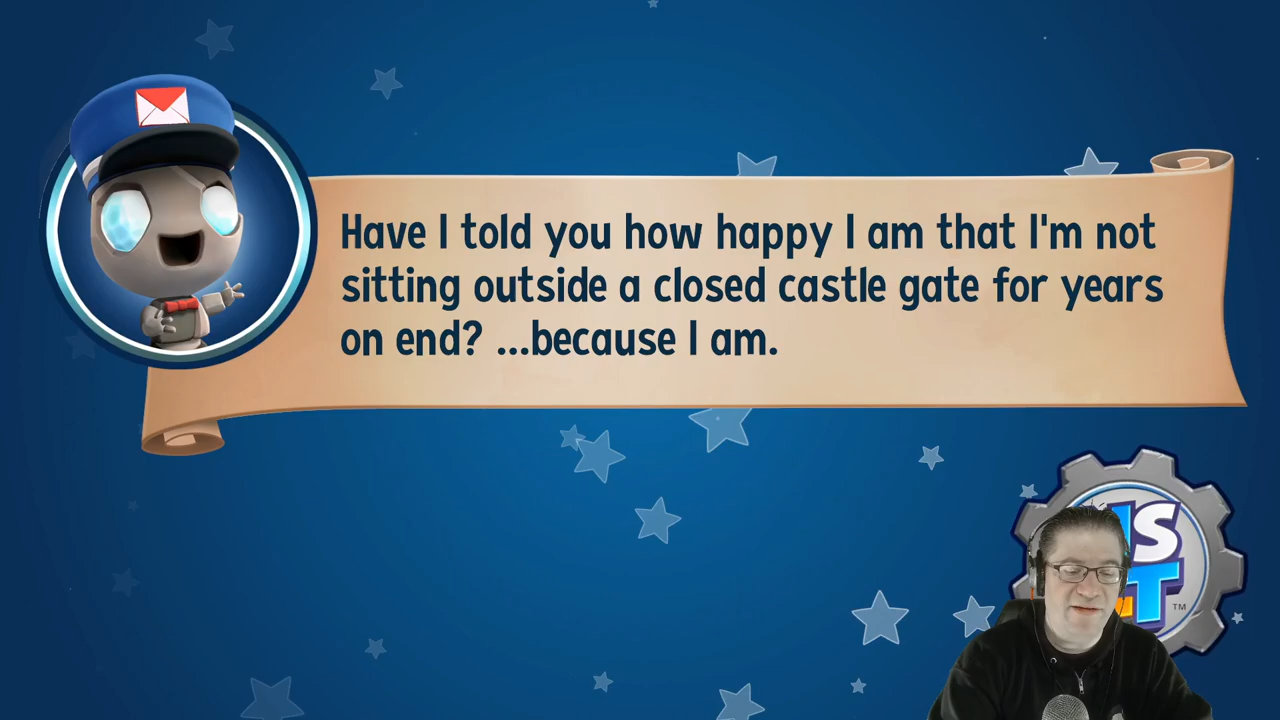 Have I told you how happy I am that I'm not
sitting outside a closed castle gate for years
on end? ...because I am.
TM